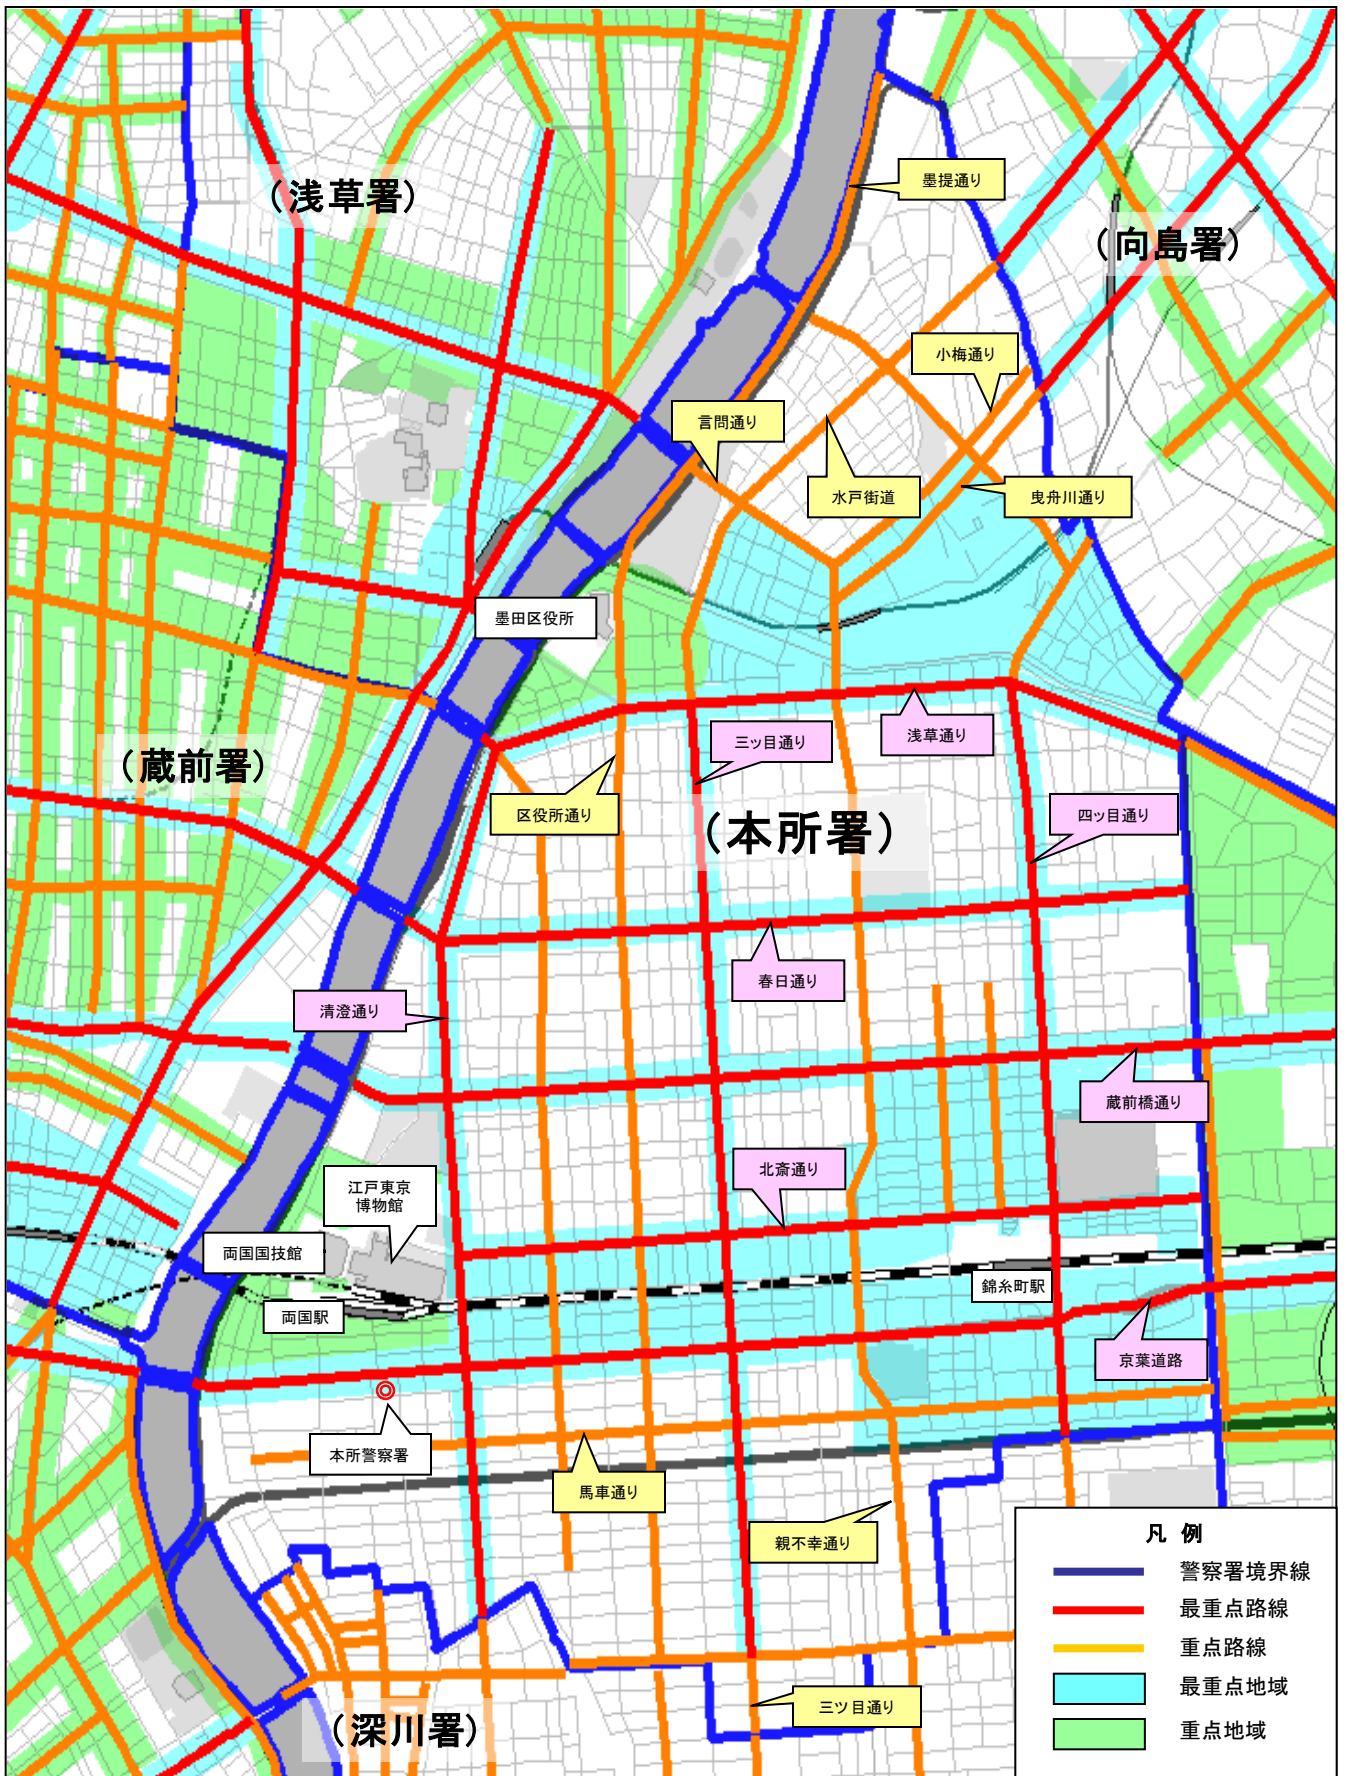 墨提通り
（浅草署）
（向島署）
小梅通り
言問通り
水戸街道
曳舟川通り
墨田区役所
三ッ目通り
浅草通り
（蔵前署）
区役所通り
（本所署）
四ッ目通り
春日通り
清澄通り
蔵前橋通り
北斎通り
江戸東京
博物館
両国国技館
錦糸町駅
両国駅
京葉道路
本所警察署
馬車通り
親不幸通り
凡 例
警察署境界線
最重点路線
重点路線
最重点地域
重点地域
三ツ目通り
（深川署）